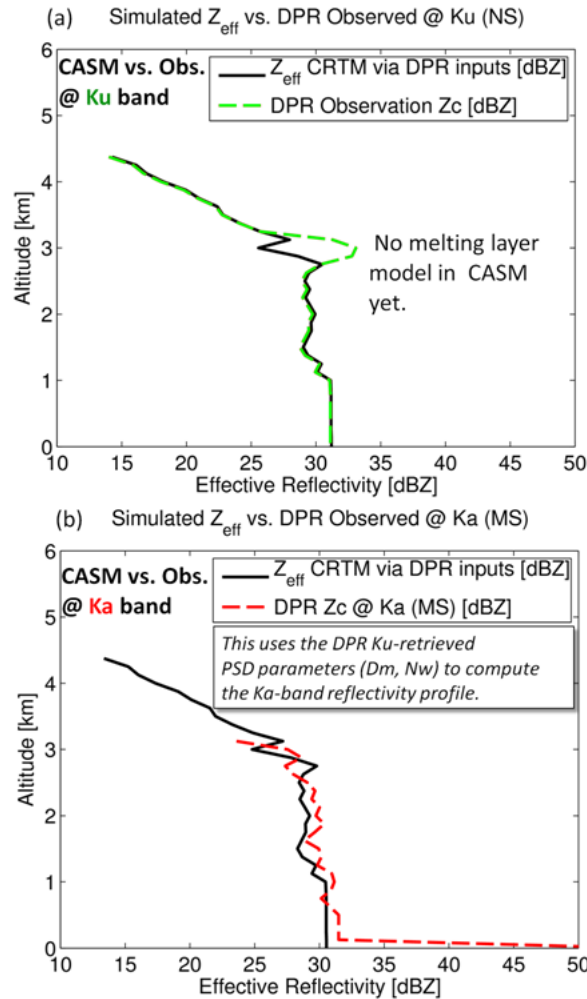 (a) Simulated Zeff vs. DPR Observed @ Ku (NS)
CASM vs. Obs.
@ Ku band
Zeff CRTM via DPR inputs [dBZ]
DPR Observation Zc [dBZ]
No melting layer
model in CASM
yet.
Altitude [km]
6
5
4
3
2
1
0
10 15 20 25 30 35 40 45 50
Effective Reflectivity [dBZ]
(b) Simulated Zeff vs. DPR Observed @ Ka (MS)
CASM vs. Obs.
@ Ka band
Zeff CRTM via DPR inputs [dBZ]
DPR Zc @ Ka (MS) [dBZ]
This uses the DPR Ku-retrieved
PSD parameters (Dm, Nw) to compute
the Ka-band reflectivity profile.
Altitude [km]
6
5
4
3
2
1
0
10 15 20 25 30 35 40 45 50
Effective Reflectivity [dBZ]